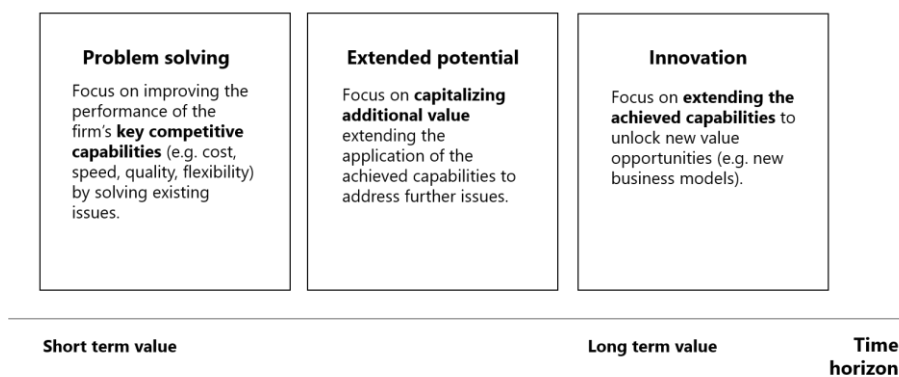 Problem solving
Focus on improving the
performance of the
firm's key competitive
capabilities (e.g. cost,
speed, quality, flexibility)
by solving existing
issues.
Extended potential
Focus on capitalizing
additional value
extending the
application of the
achieved capabilities to
address further issues.
Innovation
Focus on extending the
achieved capabilities to
unlock new value
opportunities (e.g. new
business models).
Short term value
Long term value
Time
horizon